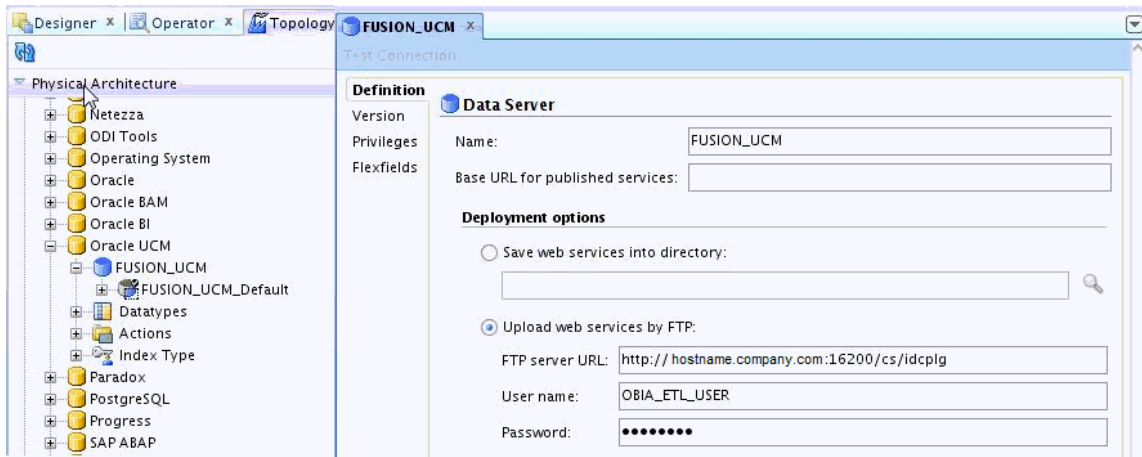 Designer x Operator x Topology
Physical Architecture
Netezza
ODI Tools
Operating System
Oracle
Oracle BAM
Oracle BI
Oracle UCM
FUSION_UCM
FUSION_UCM_Default
Datatypes
Actions
Index Type
Paradox
PostgreSQL
Progress
SAP ABAP
FUSION_UCM x
Test Connection
Definition
Version
Privileges
Flexfields
Data Server
Name: FUSION_UCM
Base URL for published services:
Deployment options
Save web services into directory:
Upload web services by FTP:
FTP server URL: http://hostname.company.com:16200/cs/idcplg
User name: OBIA_ETL_USER
Password: ••••••••